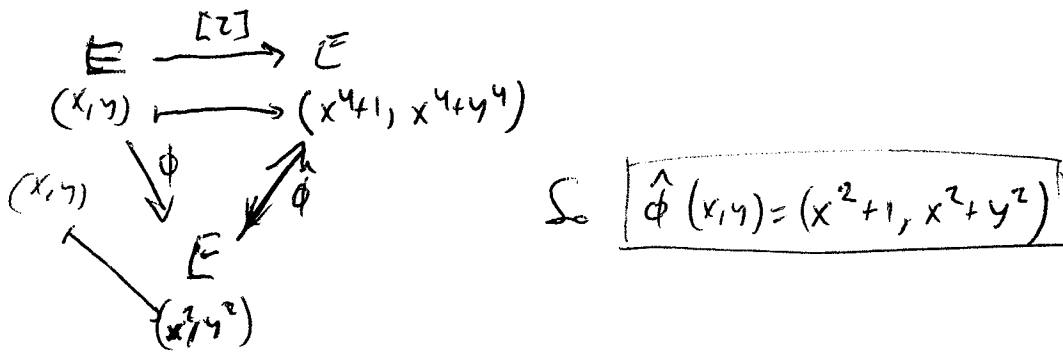 [2]
E ⟶ E
(x,y) ⟼ (x⁴+1, x⁴+y⁴)
ϕ
ϕ̂
(x,y)
So ϕ̂(x,y)=(x²+1, x²+y²)
E
(x²,y²)